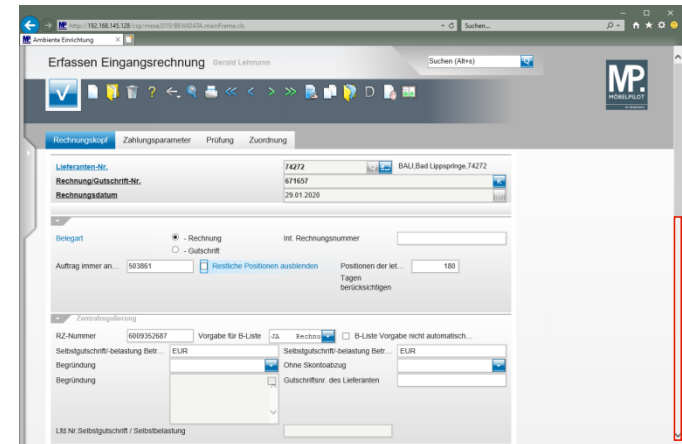 http://192.168.145.128/csp/mesa2019/BEIVIDATA.mainFrame.cls
Suchen...
Ambiente Einrichtung
Erfassen Eingangsrechnung Gerald Lehmann
Suchen (Alt+s)
MP.
MÖBELPILOT
D
Rechnungskopf Zahlungsparameter Prüfung Zuordnung
Lieferanten-Nr. 74272 BALI,Bad Lippspringe,74272
Rechnung/Gutschrift-Nr. 671657
Rechnungsdatum 29.01.2020
Belegart - Rechnung Int. Rechnungsnummer
- Gutschrift
Auftrag immer an... 503861 Restliche Positionen ausblenden Positionen der let... 180
Tagen
berücksichtigen
Zentralregulierung
RZ-Nummer 6009352687 Vorgabe für B-Liste JA Rechnu B-Liste Vorgabe nicht automatisch...
Selbstgutschrift/-belastung Betr... EUR Selbstgutschrift/-belastung Betr... EUR
Begründung Ohne Skontoabzug
Begründung Gutschriftsnr. des Lieferanten
Lfd.Nr.Selbstgutschrift / Selbstbelastung